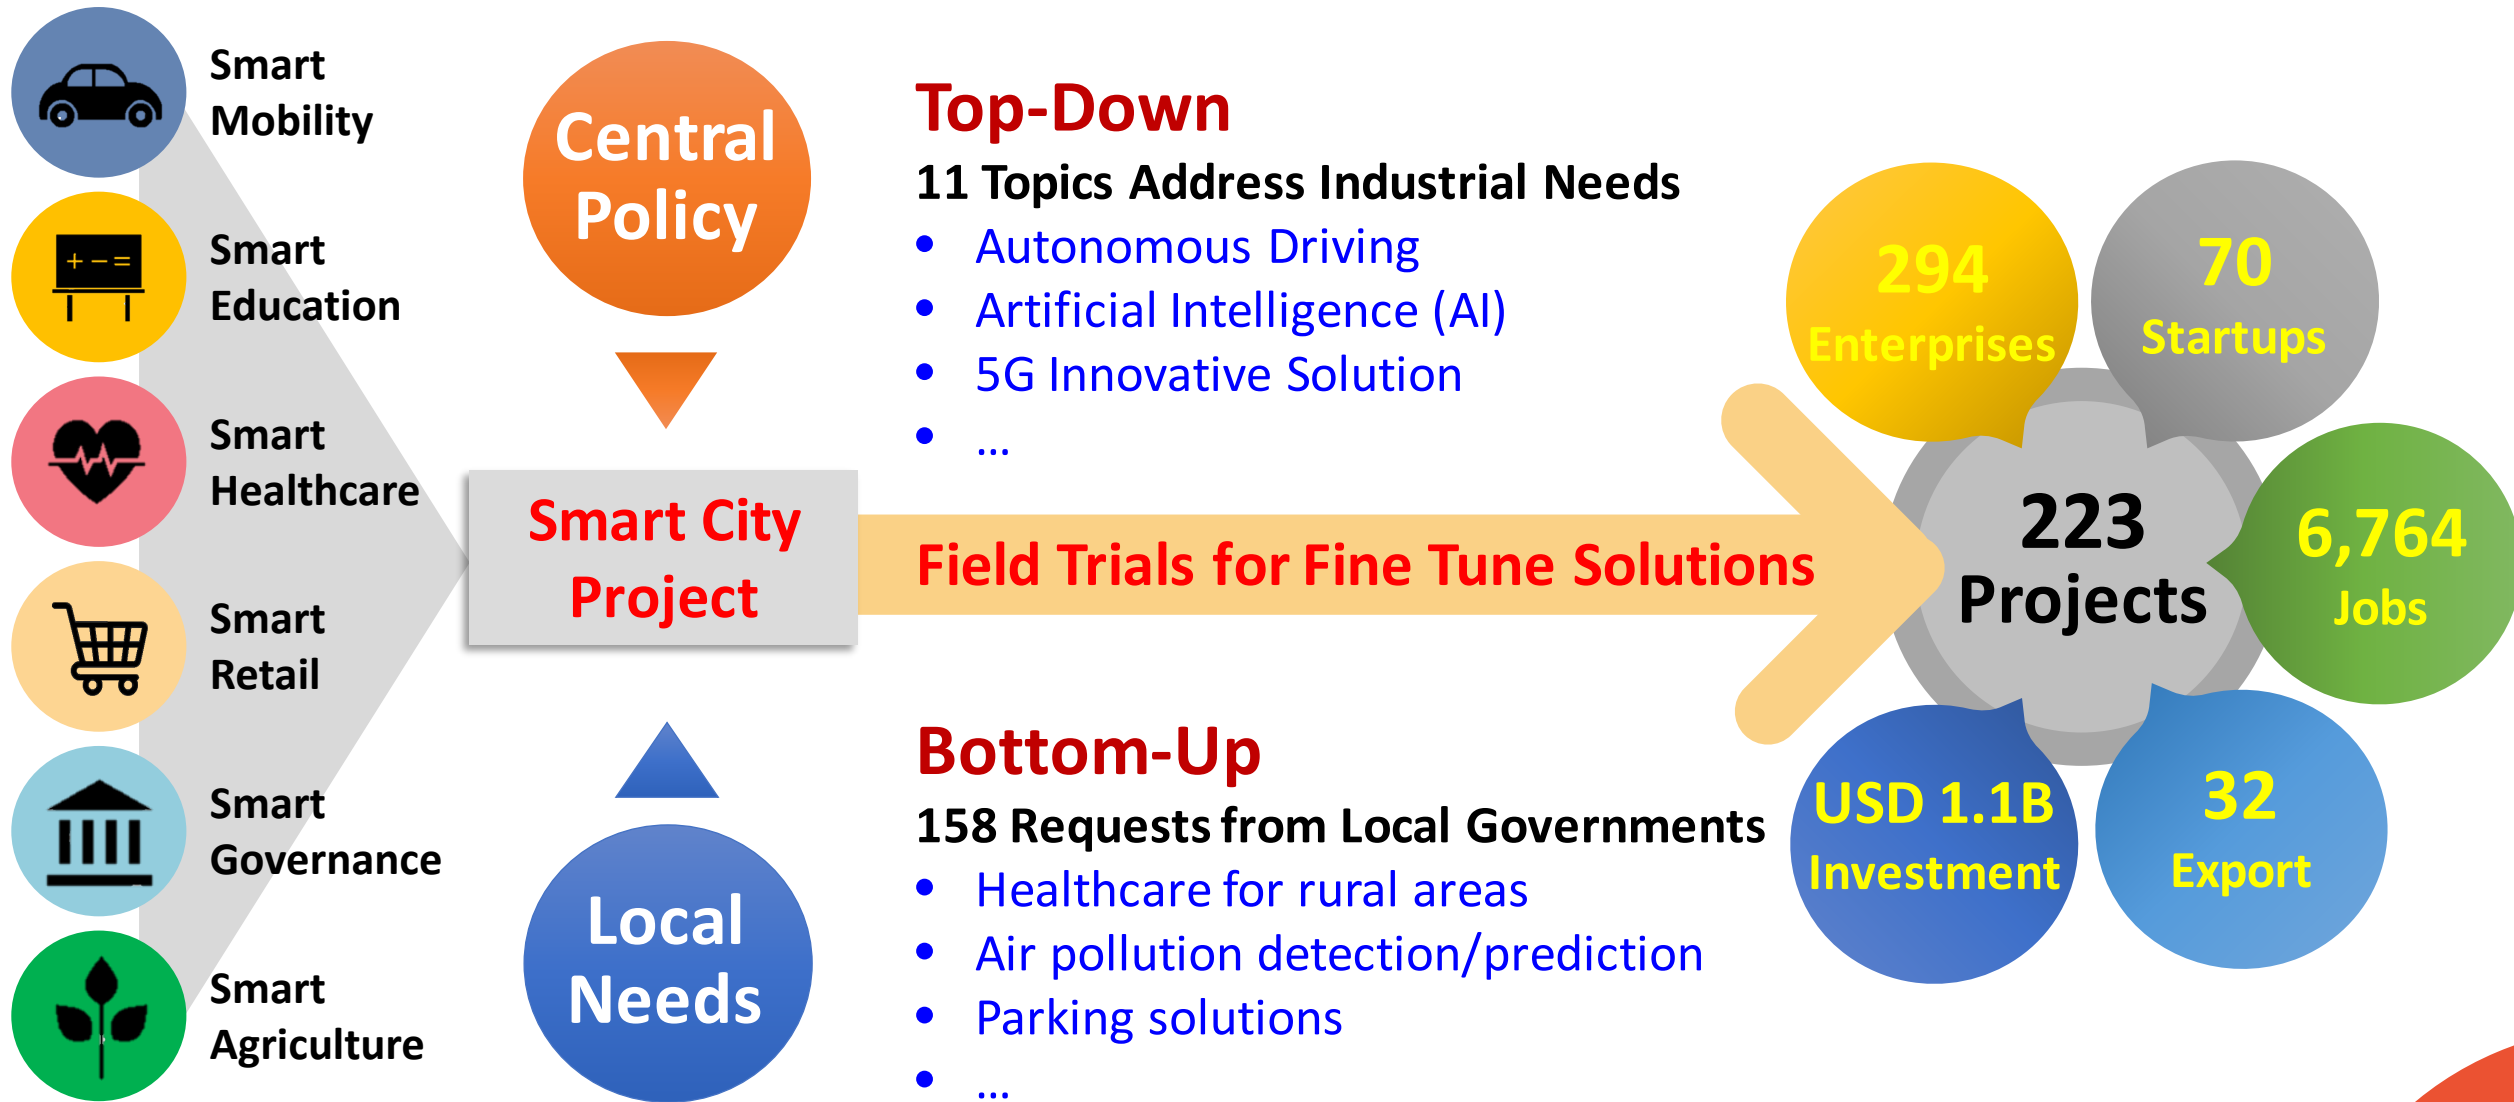 Smart
Mobility
Smart
Education
Smart
Healthcare
Smart
Retail
Smart
Governance
Smart
Agriculture
+ − =
Central
Policy
Smart City
Project
Local
Needs
Top-Down
11 Topics Address Industrial Needs
• Autonomous Driving
• Artificial Intelligence (AI)
• 5G Innovative Solution
• ...
Field Trials for Fine Tune Solutions
Bottom-Up
158 Requests from Local Governments
• Healthcare for rural areas
• Air pollution detection/prediction
• Parking solutions
• ...
294
Enterprises
70
Startups
223
Projects
6,764
Jobs
USD 1.1B
Investment
32
Export